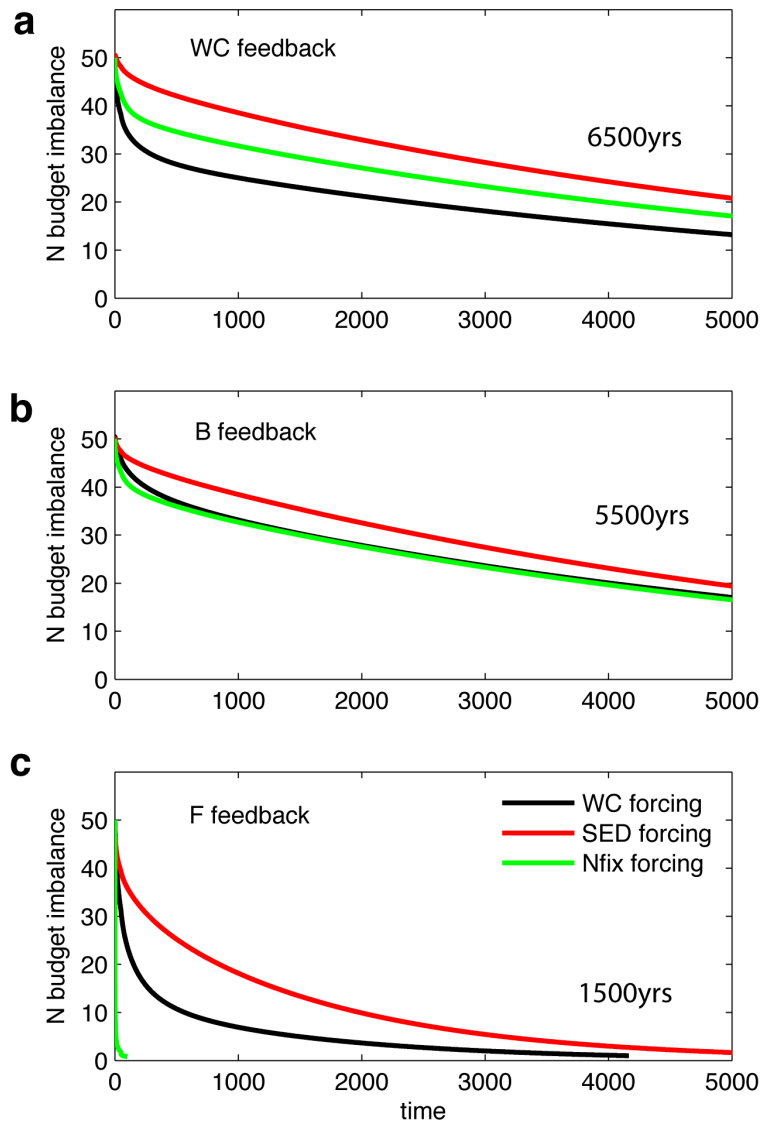 a
WC feedback
6500yrs
N budget imbalance
50
40
30
20
10
0
0 1000 2000 3000 4000 5000
b
B feedback
5500yrs
N budget imbalance
50
40
30
20
10
0
0 1000 2000 3000 4000 5000
c
F feedback
WC forcing
SED forcing
Nfix forcing
1500yrs
N budget imbalance
50
40
30
20
10
0
0 1000 2000 3000 4000 5000
time